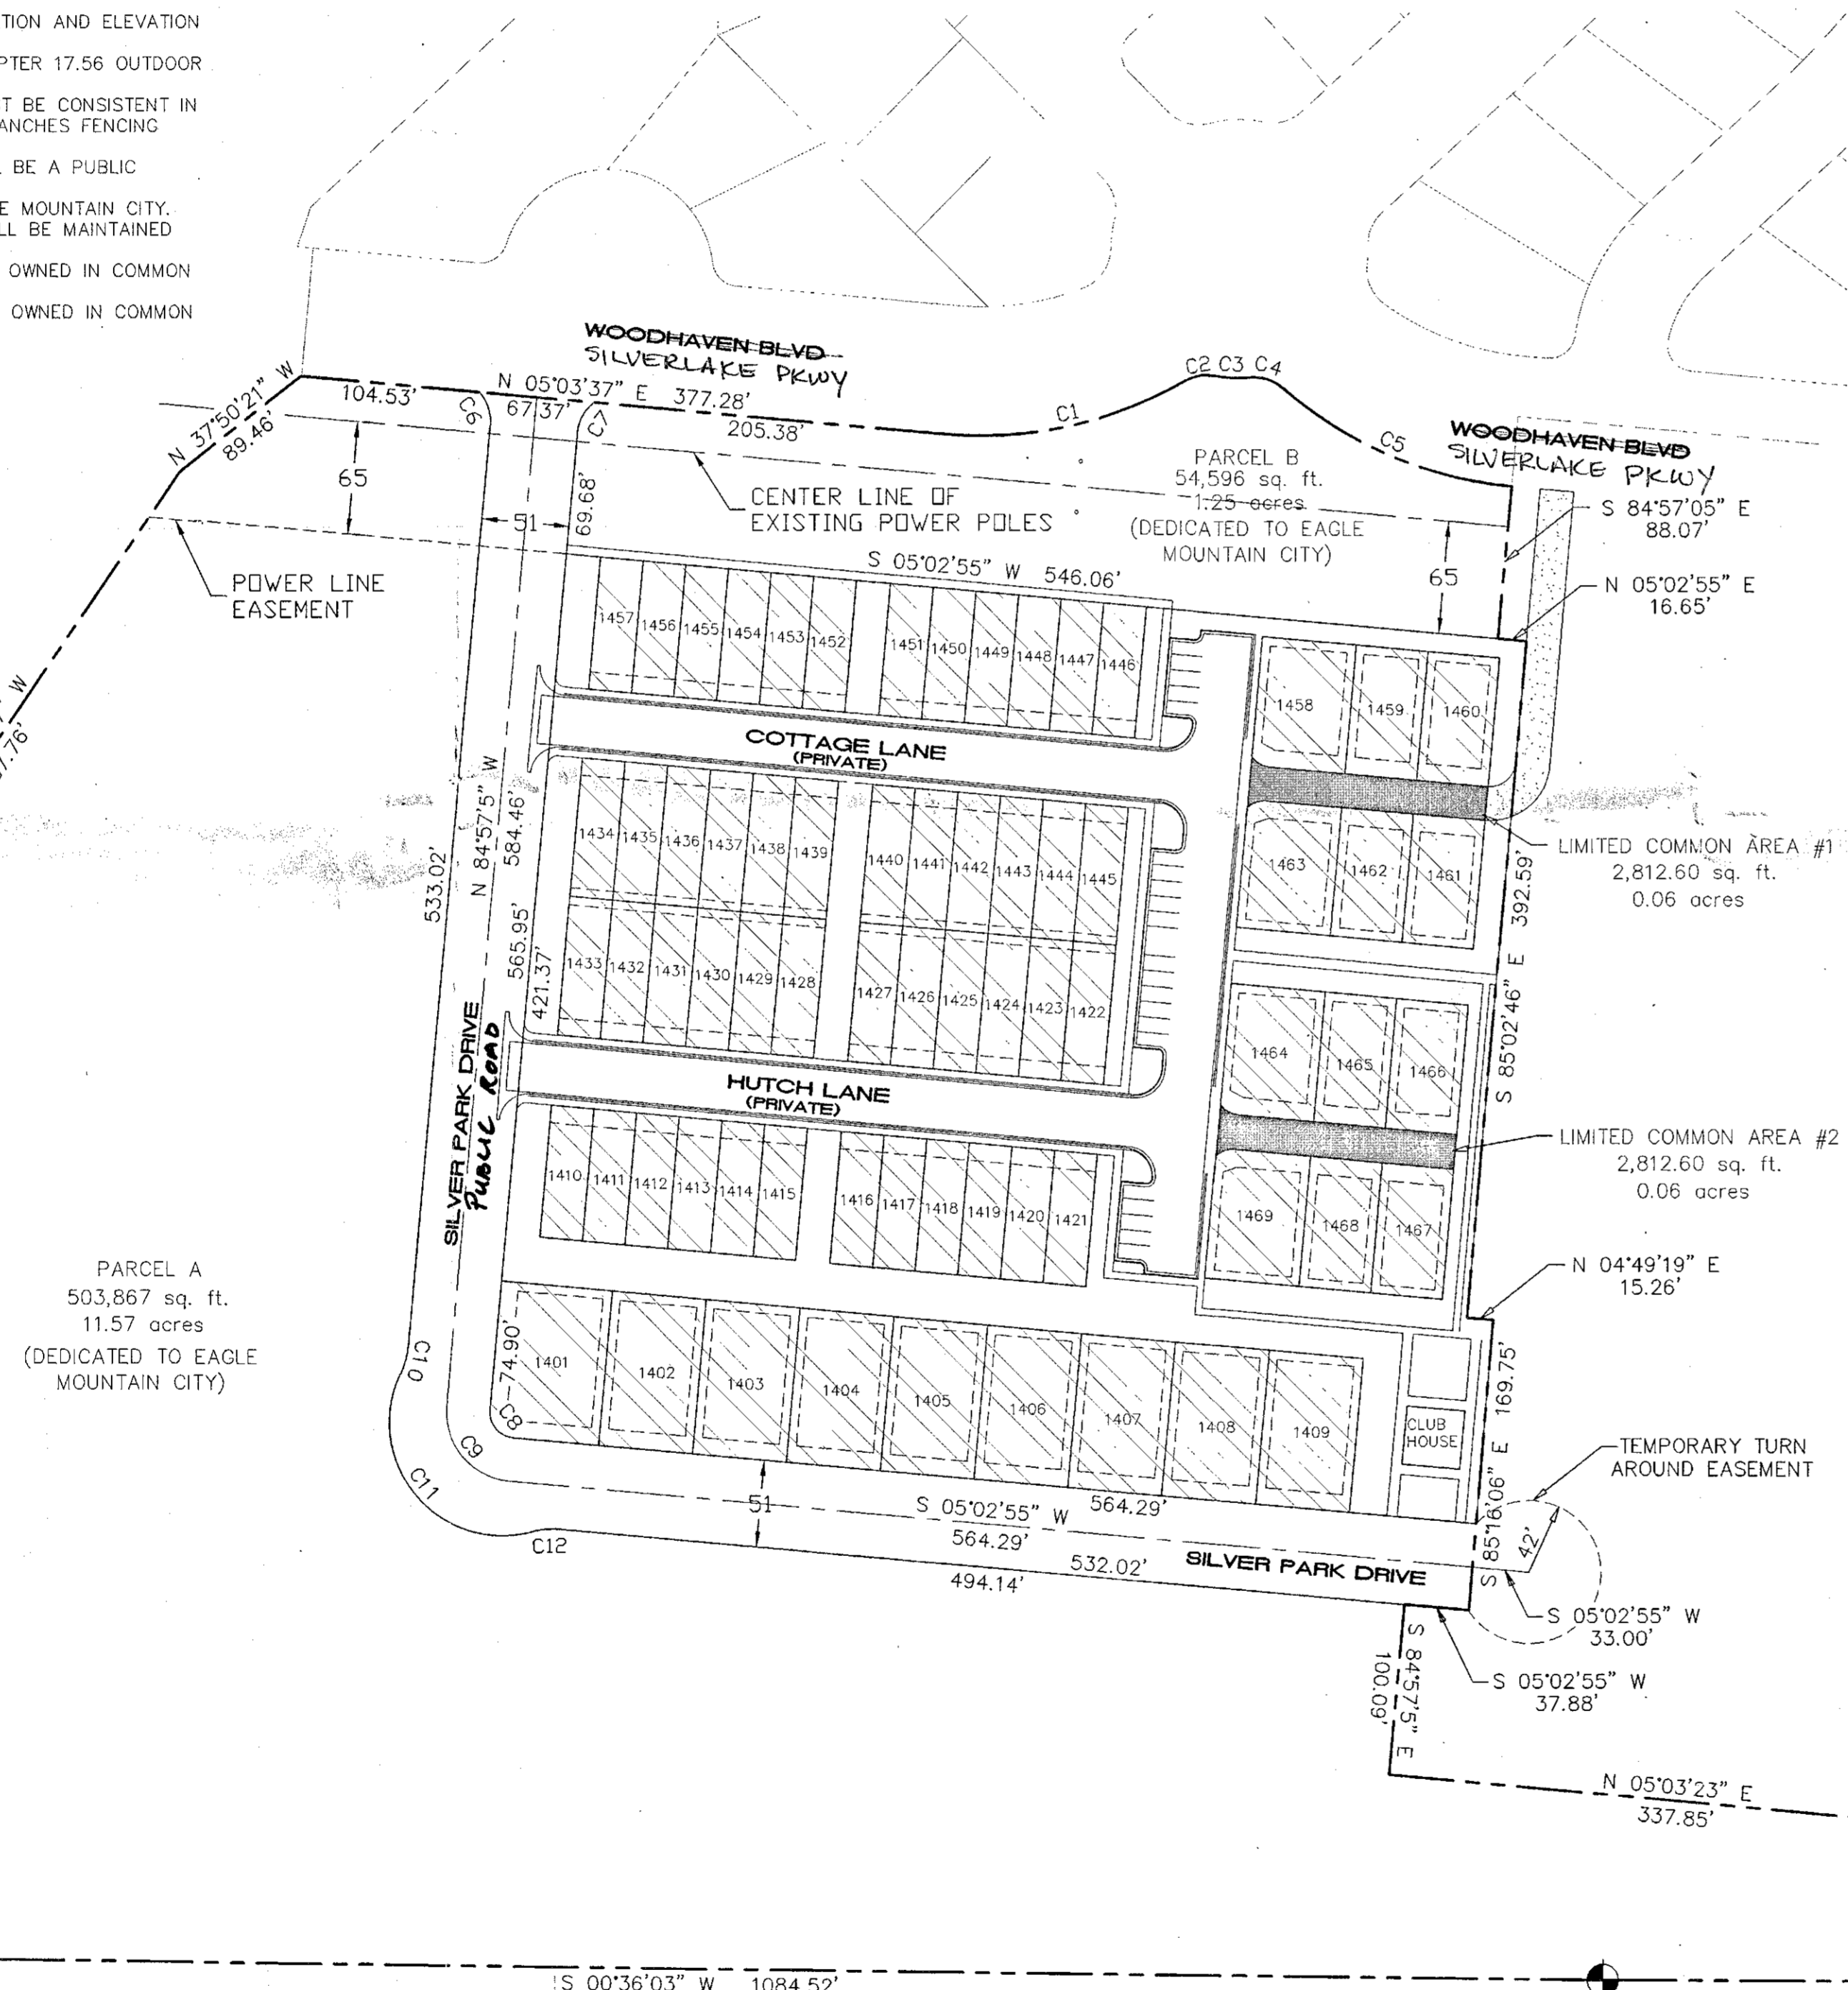 TION AND ELEVATION
PTER 17.56 OUTDOOR
T BE CONSISTENT IN
ANCHES FENCING
BE A PUBLIC
E MOUNTAIN CITY.
LL BE MAINTAINED
OWNED IN COMMON
OWNED IN COMMON
WOODHAVEN BLVD
SILVERLAKE PKWY
N 37°50'21" W
89.46'
104.53'
C6
N 05°03'37" E 377.28'
67.37'
C7
205.38'
C1
C2 C3 C4
C5
WOODHAVEN BLVD
SILVERLAKE PKWY
65
51
69.68'
CENTER LINE OF
EXISTING POWER POLES
PARCEL B
54,596 sq. ft.
1.25 acres
(DEDICATED TO EAGLE
MOUNTAIN CITY)
65
S 84°57'05" E
88.07'
N 05°02'55" E
16.65'
POWER LINE
EASEMENT
S 05°02'55" W 546.06'
W
7.76'
1457 1456 1455 1454 1453 1452 1451 1450 1449 1448 1447 1446
1458 1459 1460
COTTAGE LANE
(PRIVATE)
1434 1435 1436 1437 1438 1439 1440 1441 1442 1443 1444 1445
1463 1462 1461
LIMITED COMMON AREA #1
2,812.60 sq. ft.
0.06 acres
533.02'
N 84°57'5" W
584.46'
565.95'
421.37'
S 85°02'46" E 392.59'
1433 1432 1431 1430 1429 1428 1427 1426 1425 1424 1423 1422
1464 1465 1466
SILVER PARK DRIVE
PUBLIC ROAD
HUTCH LANE
(PRIVATE)
LIMITED COMMON AREA #2
2,812.60 sq. ft.
0.06 acres
1410 1411 1412 1413 1414 1415 1416 1417 1418 1419 1420 1421
1469 1468 1467
PARCEL A
503,867 sq. ft.
11.57 acres
(DEDICATED TO EAGLE
MOUNTAIN CITY)
N 04°49'19" E
15.26'
C10
74.90'
C8
C9
C11
C12
1401 1402 1403 1404 1405 1406 1407 1408 1409
CLUB
HOUSE
S 85°16'06" E 169.75'
TEMPORARY TURN
AROUND EASEMENT
42'
51
S 05°02'55" W 564.29'
564.29'
532.02'
494.14'
SILVER PARK DRIVE
S 05°02'55" W
33.00'
S 05°02'55" W
37.88'
S 84°57'5" E
100.09'
N 05°03'23" E
337.85'
S 00°36'03" W 1084.52'